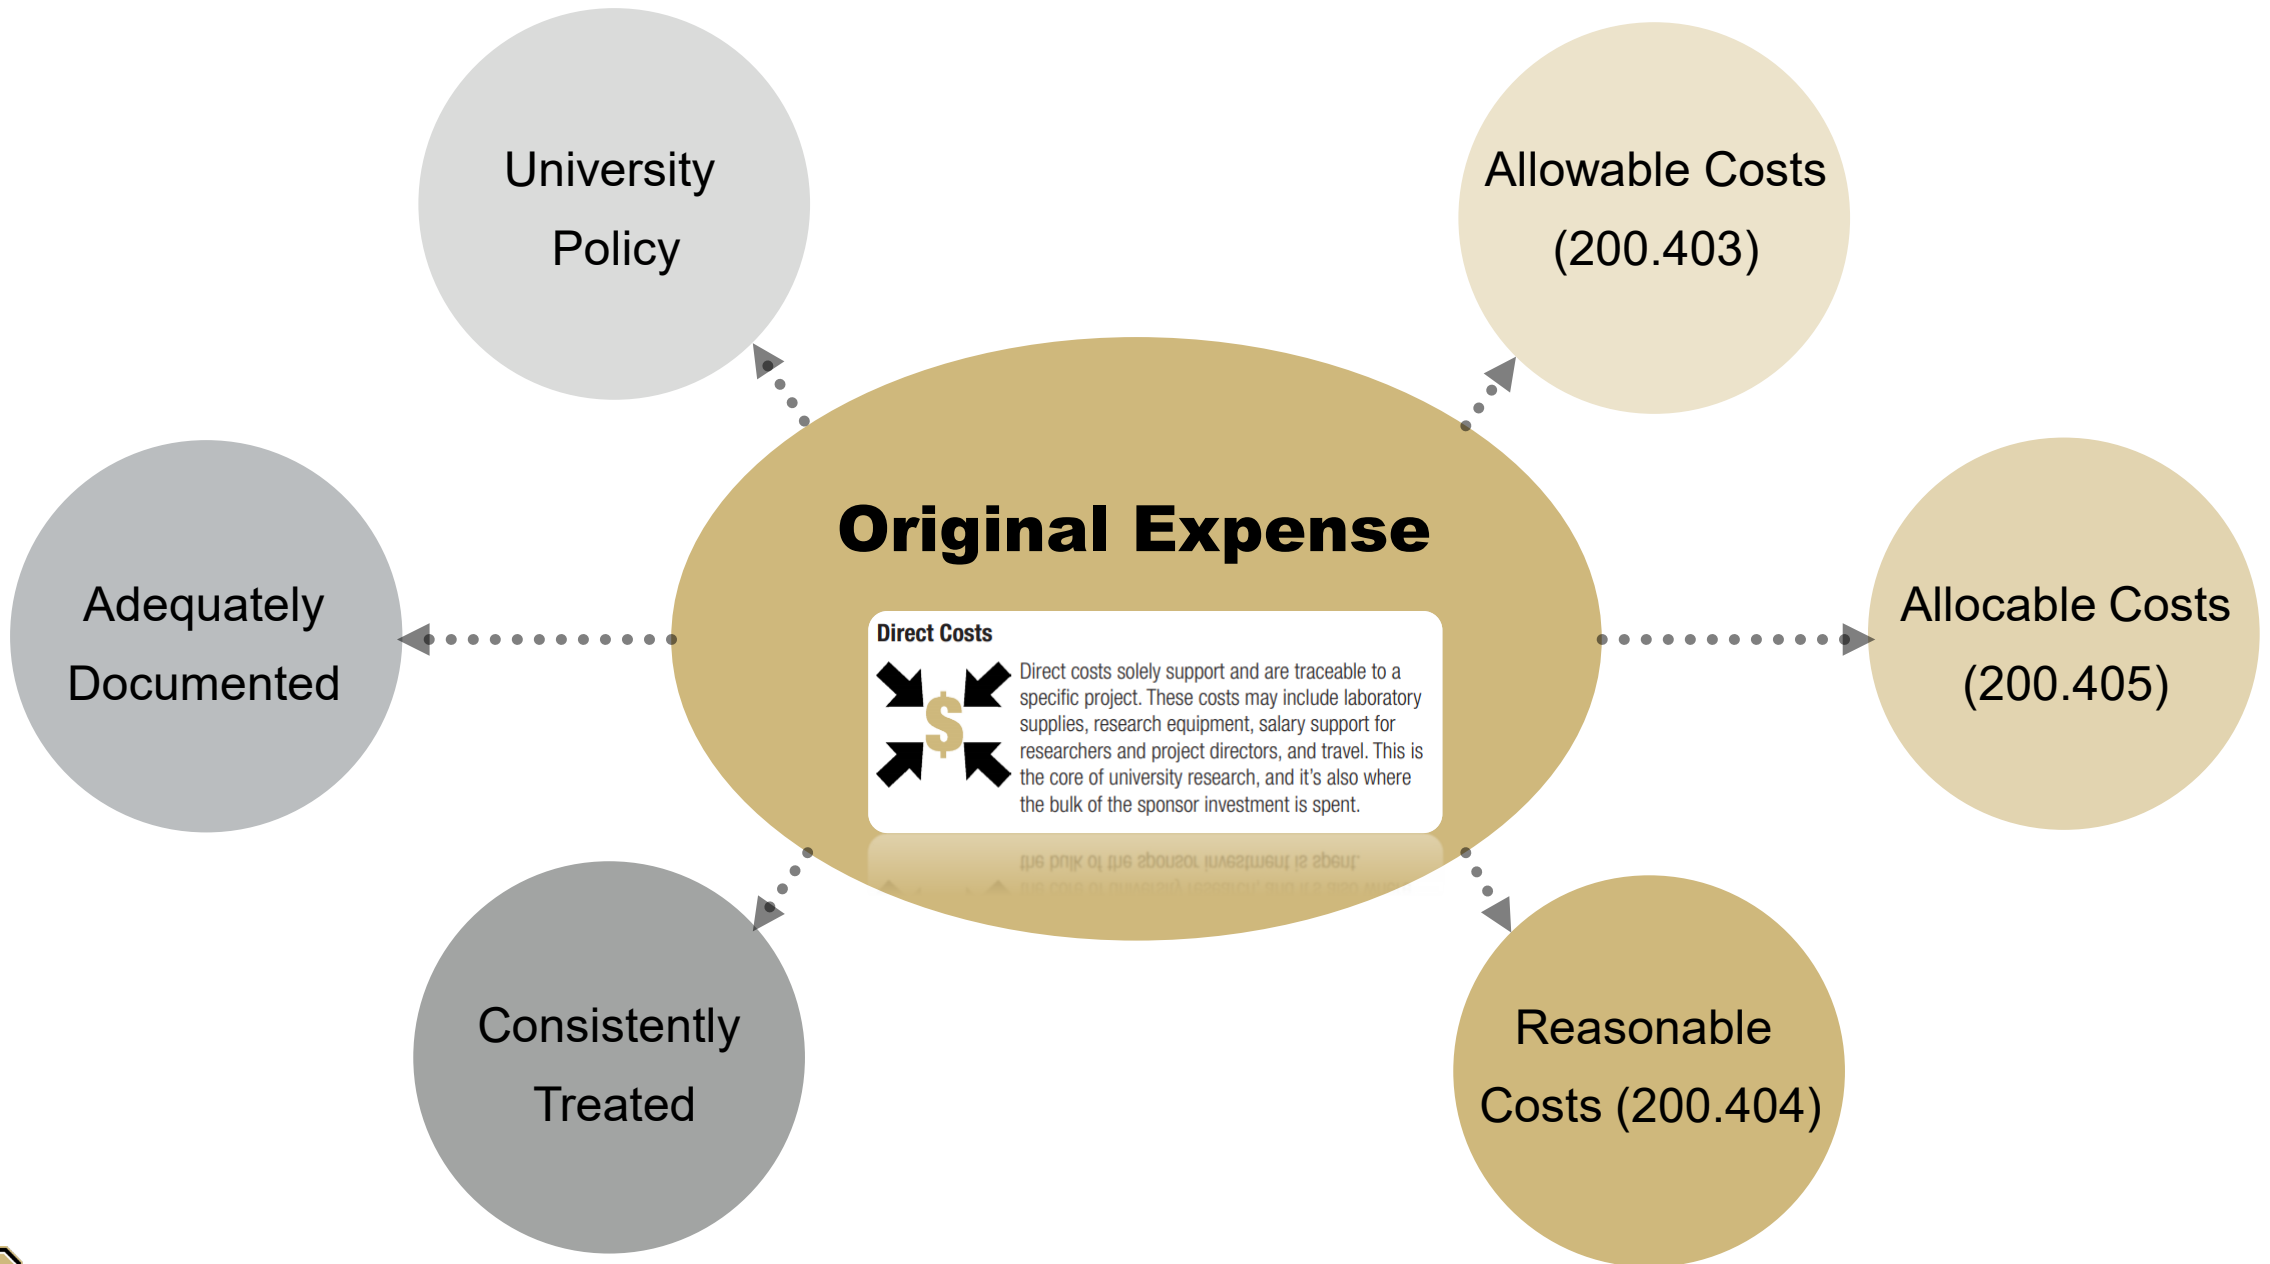 University
Policy
Allowable Costs
(200.403)
Adequately
Documented
Original Expense
Direct Costs
$
Direct costs solely support and are traceable to a
specific project. These costs may include laboratory
supplies, research equipment, salary support for
researchers and project directors, and travel. This is
the core of university research, and it's also where
the bulk of the sponsor investment is spent.
Allocable Costs
(200.405)
Consistently
Treated
Reasonable
Costs (200.404)